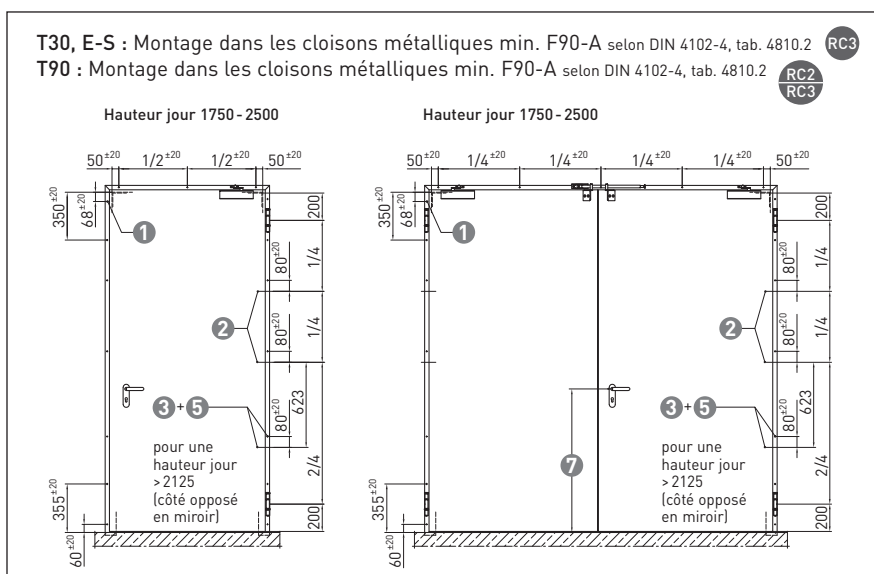 T30, E-S : Montage dans les cloisons métalliques min. F90-A selon DIN 4102-4, tab. 4810.2 RC3
T90 : Montage dans les cloisons métalliques min. F90-A selon DIN 4102-4, tab. 4810.2 RC2 RC3
Hauteur jour 1750-2500
50±20 1/2±20 1/2±20 50±20
350±20
68±20
1
200
80±20
1/4
2
80±20
1/4
3+5
80±20
623
2/4
pour une
hauteur jour
>2125
(côté opposé
en miroir)
355±20
60±20
200
Hauteur jour 1750-2500
50±20 1/4±20 1/4±20 1/4±20 1/4±20 50±20
350±20
68±20
1
200
80±20
1/4
2
80±20
1/4
3+5
80±20
623
2/4
7
pour une
hauteur jour
>2125
(côté opposé
en miroir)
355±20
60±20
200